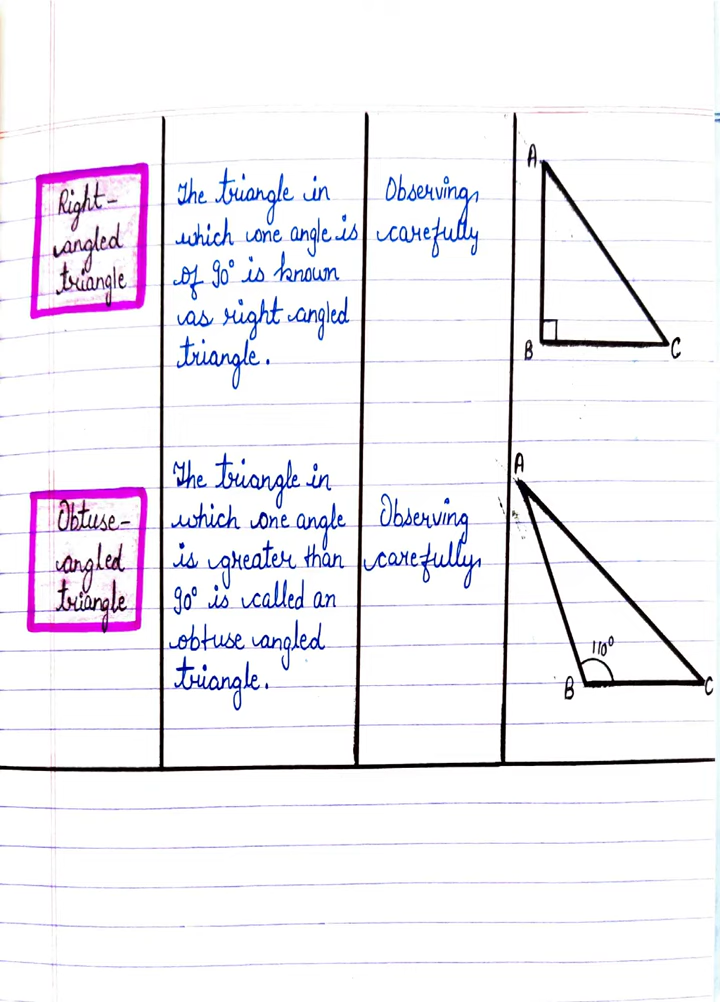 Right-
angled
triangle
The triangle in
which one angle is
of 90° is known
as right angled
triangle.
Observing
carefully
A
B
C
Obtuse-
angled
triangle
The triangle in
which one angle
is greater than
90° is called an
obtuse angled
triangle.
Observing
carefully
A
110°
B
C